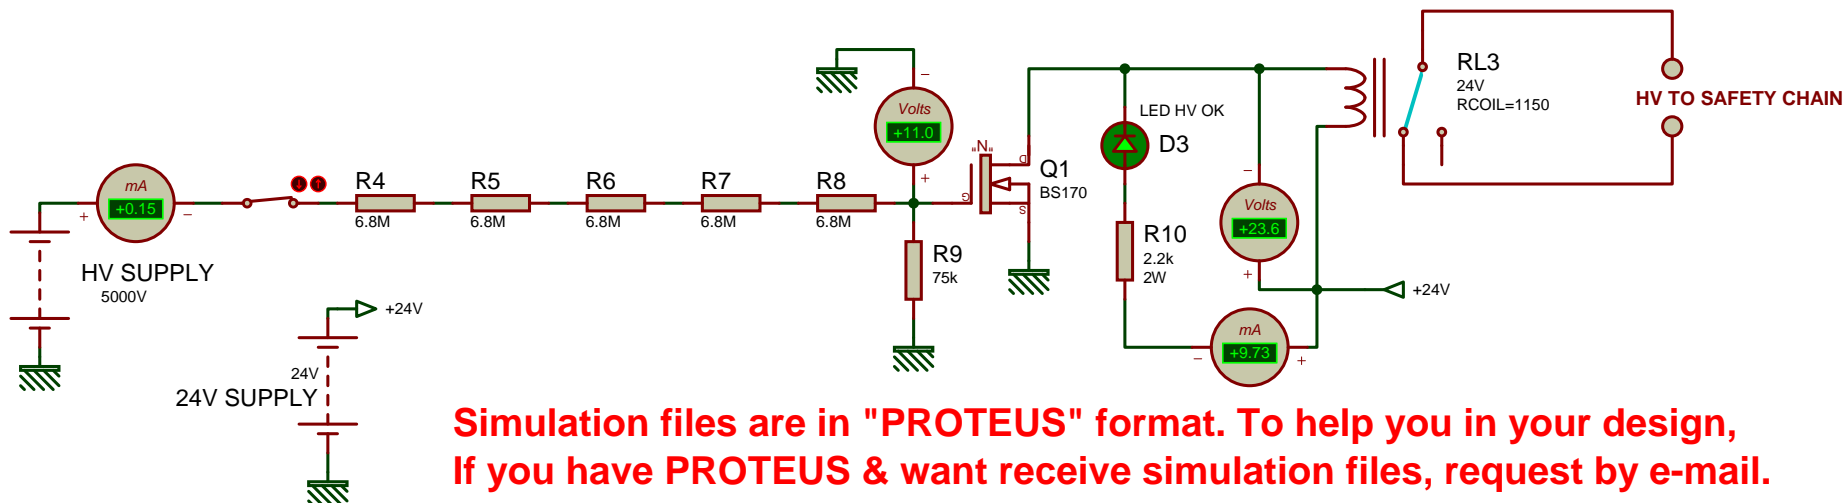 mA
+0.15
+
−
HV SUPPLY
5000V
+24V
24V
24V SUPPLY
R4
6.8M
R5
6.8M
R6
6.8M
R7
6.8M
R8
6.8M
−
Volts
+11.0
+
R9
75k
"N"
D
G
S
Q1
BS170
LED HV OK
D3
R10
2.2k
2W
−
Volts
+23.6
+
mA
+9.73
−
+
+24V
RL3
24V
RCOIL=1150
HV TO SAFETY CHAIN
Simulation files are in "PROTEUS" format. To help you in your design,
If you have PROTEUS & want receive simulation files, request by e-mail.